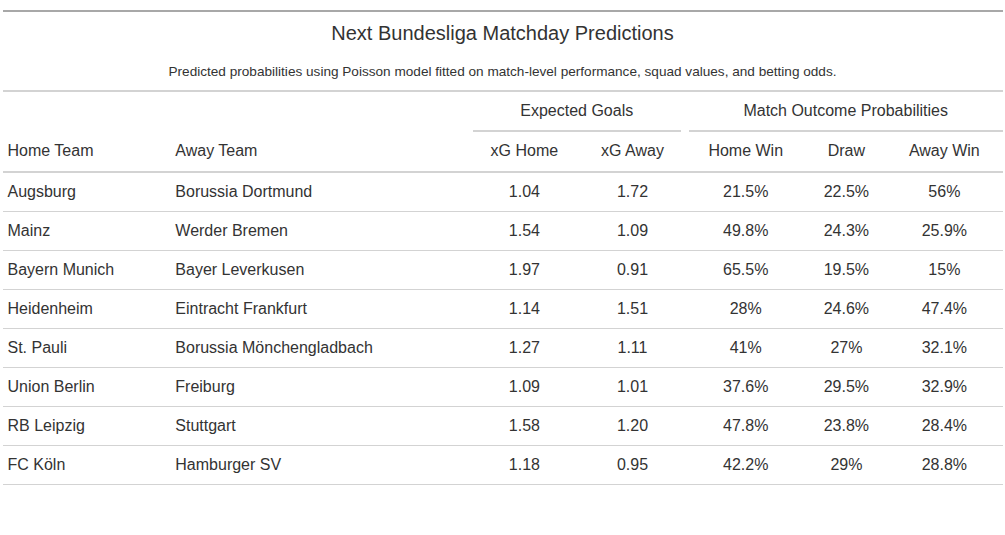 Next Bundesliga Matchday Predictions
Predicted probabilities using Poisson model fitted on match-level performance, squad values, and betting odds.
Expected Goals Match Outcome Probabilities
Home Team Away Team xG Home xG Away Home Win Draw Away Win
Augsburg Borussia Dortmund 1.04 1.72 21.5% 22.5% 56%
Mainz Werder Bremen 1.54 1.09 49.8% 24.3% 25.9%
Bayern Munich Bayer Leverkusen 1.97 0.91 65.5% 19.5% 15%
Heidenheim Eintracht Frankfurt 1.14 1.51 28% 24.6% 47.4%
St. Pauli Borussia Mönchengladbach 1.27 1.11 41% 27% 32.1%
Union Berlin Freiburg 1.09 1.01 37.6% 29.5% 32.9%
RB Leipzig Stuttgart 1.58 1.20 47.8% 23.8% 28.4%
FC Köln Hamburger SV 1.18 0.95 42.2% 29% 28.8%